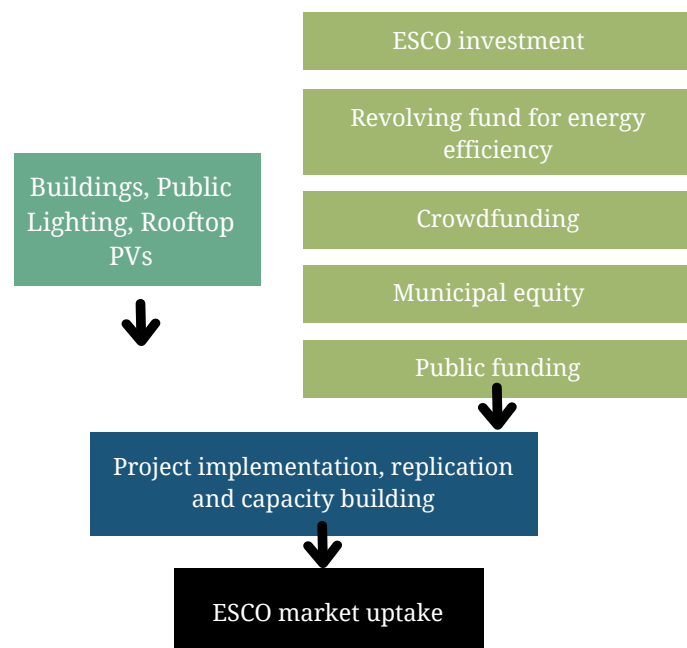 ESCO investment
Revolving fund for energy
efficiency
Buildings, Public
Lighting, Rooftop
PVs
Crowdfunding
Municipal equity
Public funding
Project implementation, replication
and capacity building
ESCO market uptake